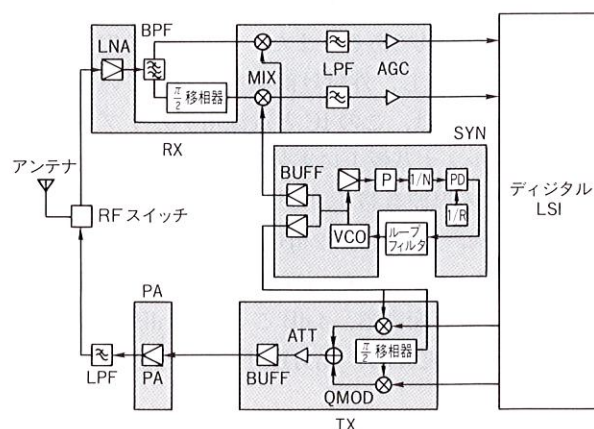 LNA
BPF
π/2 移相器
MIX
LPF
AGC
RX
SYN
アンテナ
RFスイッチ
BUFF
P
1/N
PD
1/R
VCO
ループ
フィルタ
ディジタル
LSI
PA
PA
LPF
ATT
BUFF
π/2 移相器
QMOD
TX